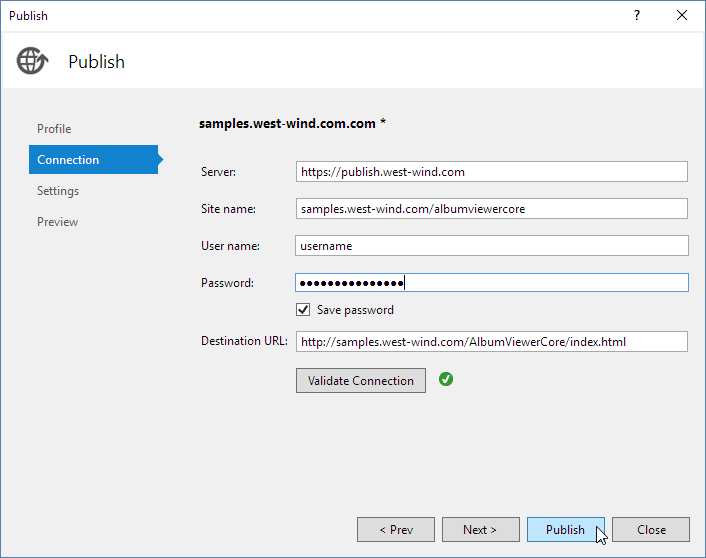 Publish
?
Publish
samples.west-wind.com.com *
Profile
Connection
Settings
Preview
Server: https://publish.west-wind.com
Site name: samples.west-wind.com/albumviewercore
User name: username
Password: ●●●●●●●●●●●●●●●
Save password
Destination URL: http://samples.west-wind.com/AlbumViewerCore/index.html
Validate Connection
< Prev Next > Publish Close